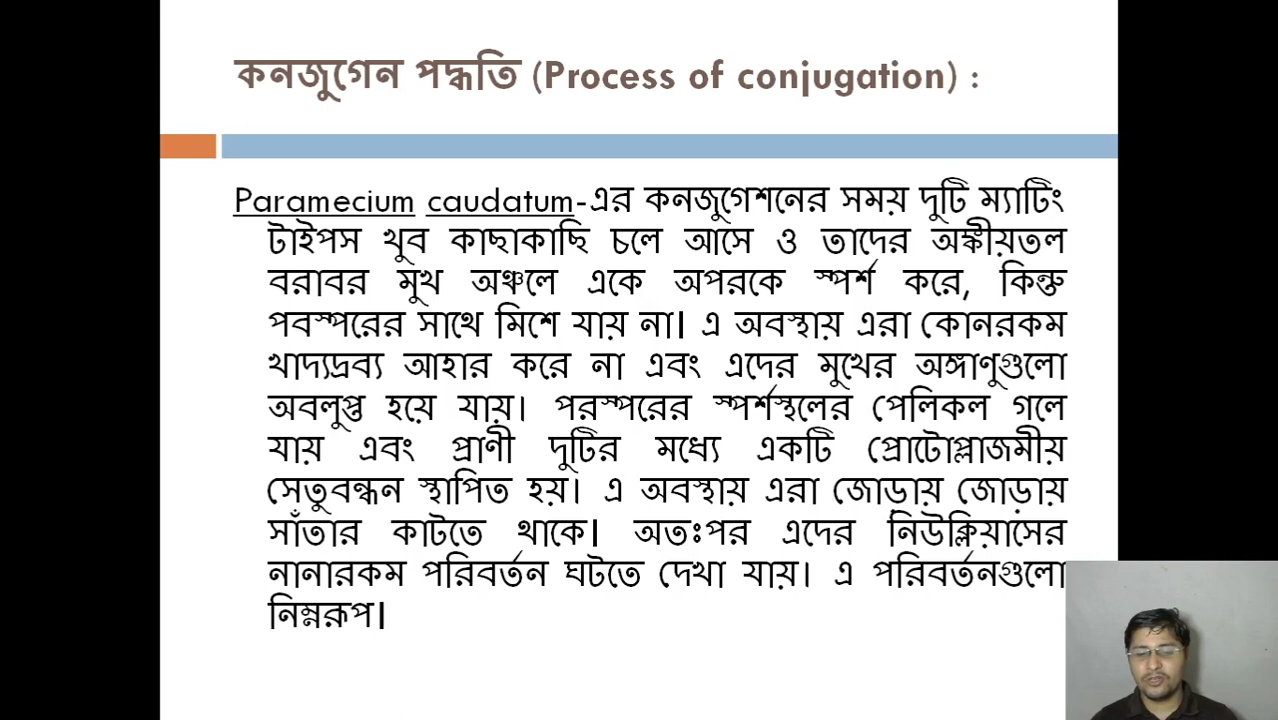 কনজুগেন পদ্ধতি (Process of conjugation) :
Paramecium caudatum-এর কনজুগেশনের সময় দুটি ম্যাটিং
টাইপস খুব কাছাকাছি চলে আসে ও তাদের অঙ্কীয়তল
বরাবর মুখ অঞ্চলে একে অপরকে স্পর্শ করে, কিন্তু
পবস্পরের সাথে মিশে যায় না। এ অবস্থায় এরা কোনরকম
খাদ্যদ্রব্য আহার করে না এবং এদের মুখের অঙ্গাণুগুলো
অবলুপ্ত হয়ে যায়। পরস্পরের স্পর্শস্থলের পেলিকল গলে
যায় এবং প্রাণী দুটির মধ্যে একটি প্রোটোপ্লাজমীয়
সেতুবন্ধন স্থাপিত হয়। এ অবস্থায় এরা জোড়ায় জোড়ায়
সাঁতার কাটতে থাকে। অতঃপর এদের নিউক্লিয়াসের
নানারকম পরিবর্তন ঘটতে দেখা যায়। এ পরিবর্তনগুলো
নিম্নরূপ।